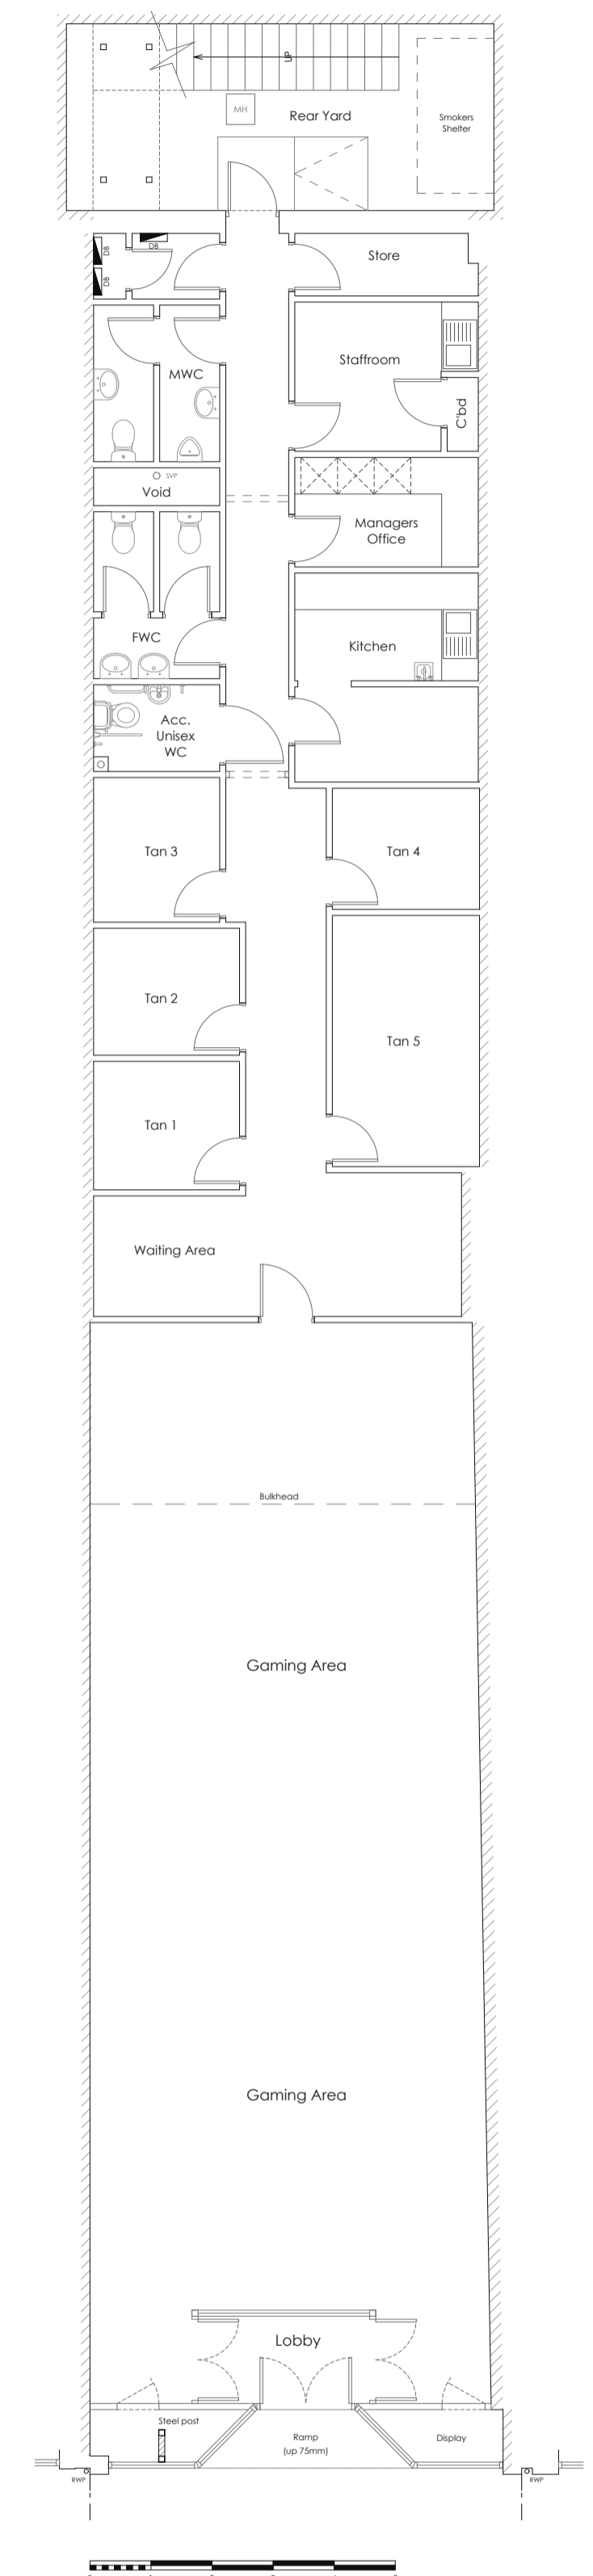 UP
MH
Rear Yard
Smokers
Shelter
DB
DB
DB
Store
Staffroom
MWC
C'bd
SVP
Void
Managers
Office
FWC
Kitchen
Acc.
Unisex
WC
Tan 3
Tan 4
Tan 2
Tan 5
Tan 1
Waiting Area
Bulkhead
Gaming Area
Gaming Area
Lobby
Steel post
Ramp
(up 75mm)
Display
RWP
RWP